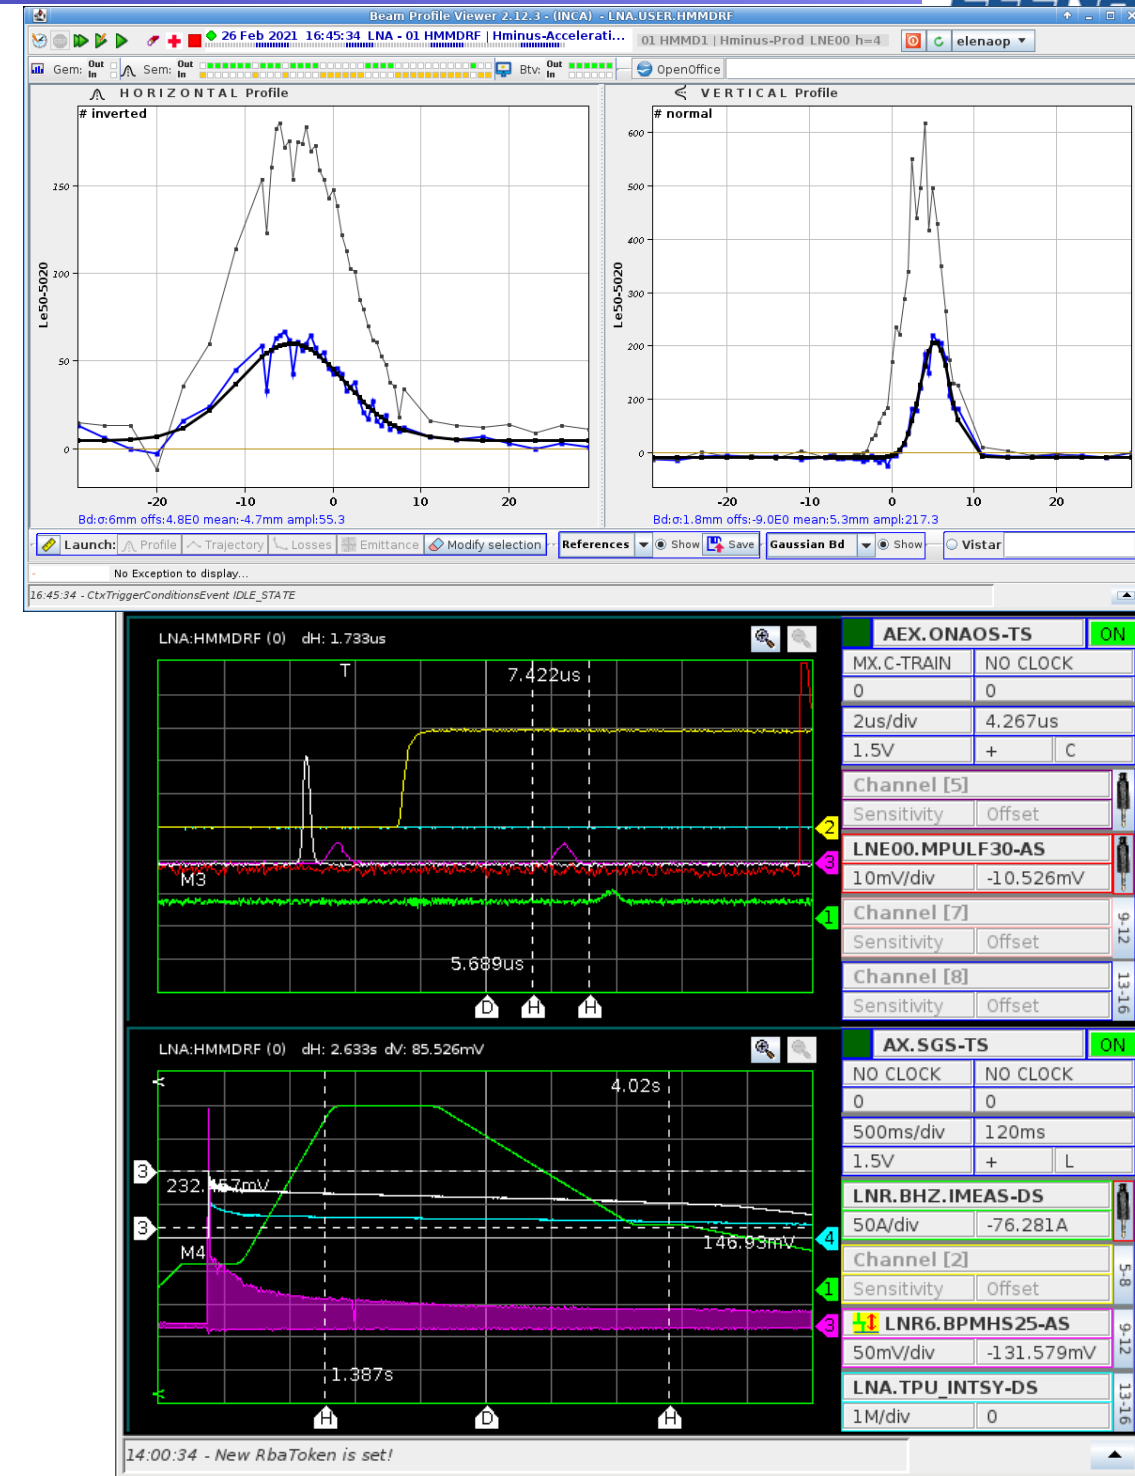 Beam Profile Viewer 2.12.3 - (INCA) - LNA.USER.HMMDRF
26 Feb 2021 16:45:34 LNA - 01 HMMDRF | Hminus-Accelerati...
01 HMMD1 | Hminus-Prod LNE00 h=4
elenaop
Gem: Out In
Sem: Out In
Btv: Out In
OpenOffice
HORIZONTAL Profile
VERTICAL Profile
# inverted
# normal
Le50-5020
150
100
50
0
-20 -10 0 10 20
Bd:σ:6mm offs:4.8E0 mean:-4.7mm ampl:55.3
Le50-5020
600
500
400
300
200
100
0
-20 -10 0 10 20
Bd:σ:1.8mm offs:-9.0E0 mean:5.3mm ampl:217.3
Launch: Profile Trajectory Losses Emittance Modify selection
References Show Save Gaussian Bd Show Vistar
No Exception to display...
16:45:34 - CtxTriggerConditionsEvent IDLE_STATE
LNA:HMMDRF (0) dH: 1.733us
T
7.422us
M3
5.689us
2
3
1
D H H
AEX.ONAOS-TS ON
MX.C-TRAIN NO CLOCK
0 0
2us/div 4.267us
1.5V + C
Channel [5]
Sensitivity Offset
LNE00.MPULF30-AS
10mV/div -10.526mV
Channel [7]
Sensitivity Offset
Channel [8]
Sensitivity Offset
9-12
13-16
LNA:HMMDRF (0) dH: 2.633s dV: 85.526mV
4.02s
3
3
146.93mV
M4
1.387s
4
1
3
H D H
AX.SGS-TS ON
NO CLOCK NO CLOCK
0 0
500ms/div 120ms
1.5V + L
LNR.BHZ.IMEAS-DS
50A/div -76.281A
Channel [2]
Sensitivity Offset
LNR6.BPMHS25-AS
50mV/div -131.579mV
LNA.TPU_INTSY-DS
1M/div 0
5-8
9-12
13-16
14:00:34 - New RbaToken is set!